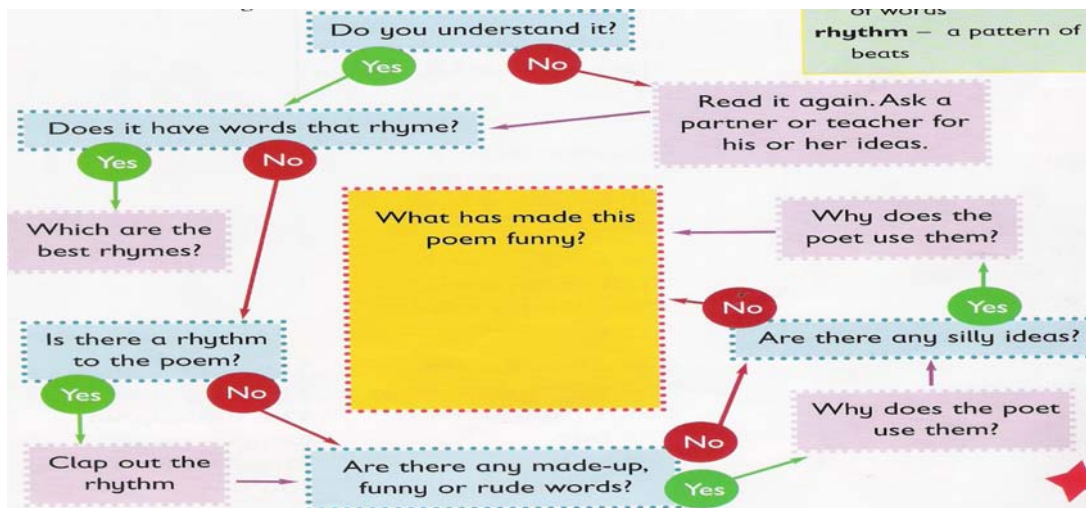 of words
rhythm – a pattern of
beats
Do you understand it?
Yes
No
Read it again. Ask a
partner or teacher for
his or her ideas.
Does it have words that rhyme?
Yes
No
Which are the
best rhymes?
What has made this
poem funny?
Why does the
poet use them?
No
Yes
Is there a rhythm
to the poem?
Are there any silly ideas?
Yes
No
Why does the poet
use them?
No
Clap out the
rhythm
Are there any made-up,
funny or rude words?
Yes